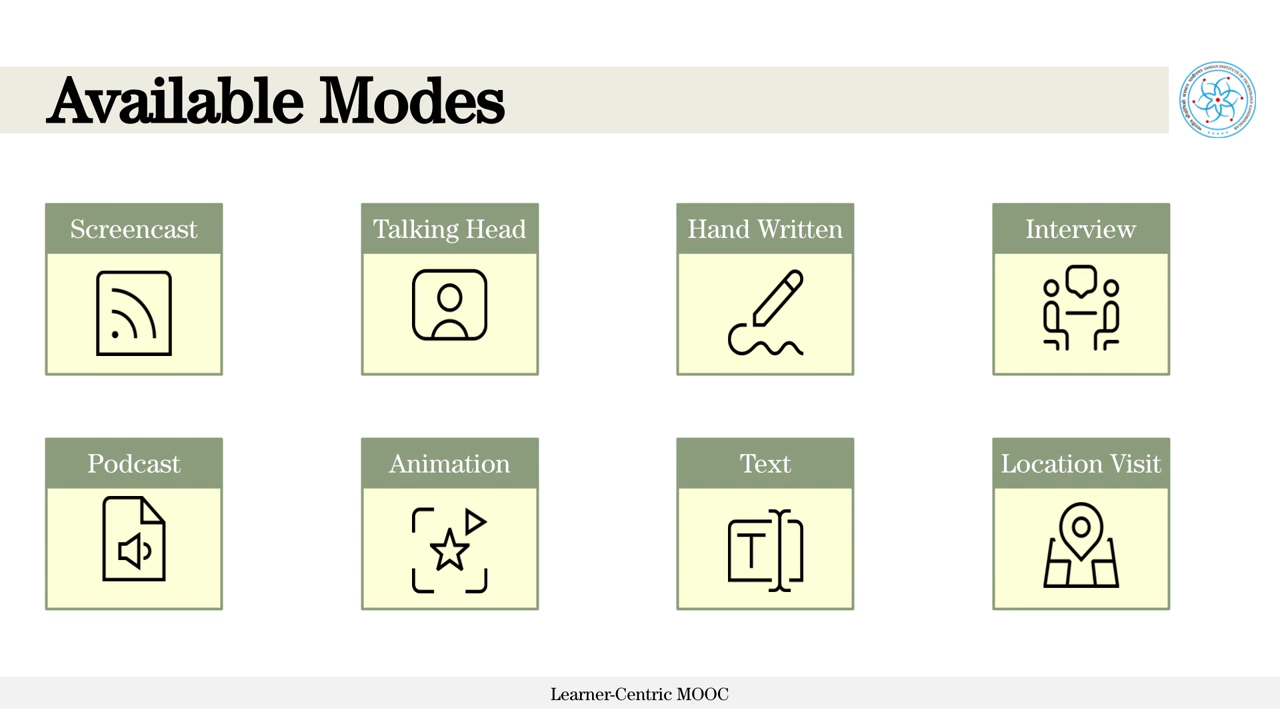 Available Modes
Screencast
Talking Head
Hand Written
Interview
Podcast
Animation
Text
T
Location Visit
Learner-Centric MOOC